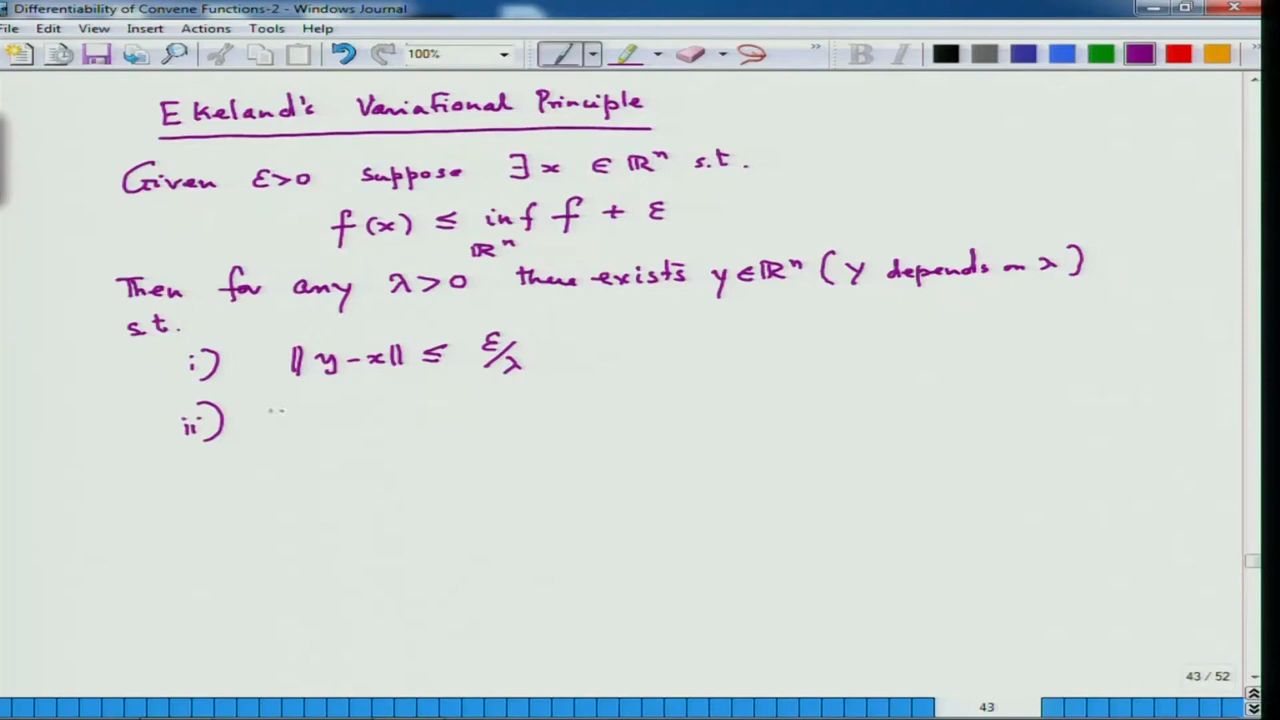 Differentiability of Convene Functions-2 - Windows Journal
File Edit View Insert Actions Tools Help
100%
B I
Ekeland's Variational Principle
Given ε>0 suppose ∃ x ∈ ℝⁿ s.t.
f(x) ≤ inf f + ε
ℝⁿ
Then for any λ>0 there exists y∈ℝⁿ (y depends on λ)
s.t.
i) ||y-x|| ≤ ε/λ
ii)
43 / 52
43